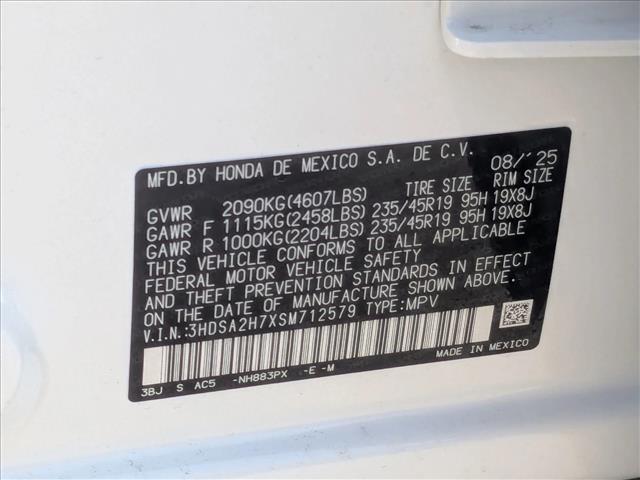 MFD.BY HONDA DE MEXICO S.A. DE C.V. 08/'25
TIRE SIZE RIM SIZE
GVWR 2090KG(4607LBS)
GAWR F 1115KG(2458LBS) 235/45R19 95H 19X8J
GAWR R 1000KG(2204LBS) 235/45R19 95H 19X8J
THIS VEHICLE CONFORMS TO ALL APPLICABLE
FEDERAL MOTOR VEHICLE SAFETY
AND THEFT PREVENTION STANDARDS IN EFFECT
ON THE DATE OF MANUFACTURE SHOWN ABOVE.
V.I.N:3HDSA2H7XSM712579 TYPE:MPV
3BJ S AC5 -NH883PX -E -M MADE IN MEXICO